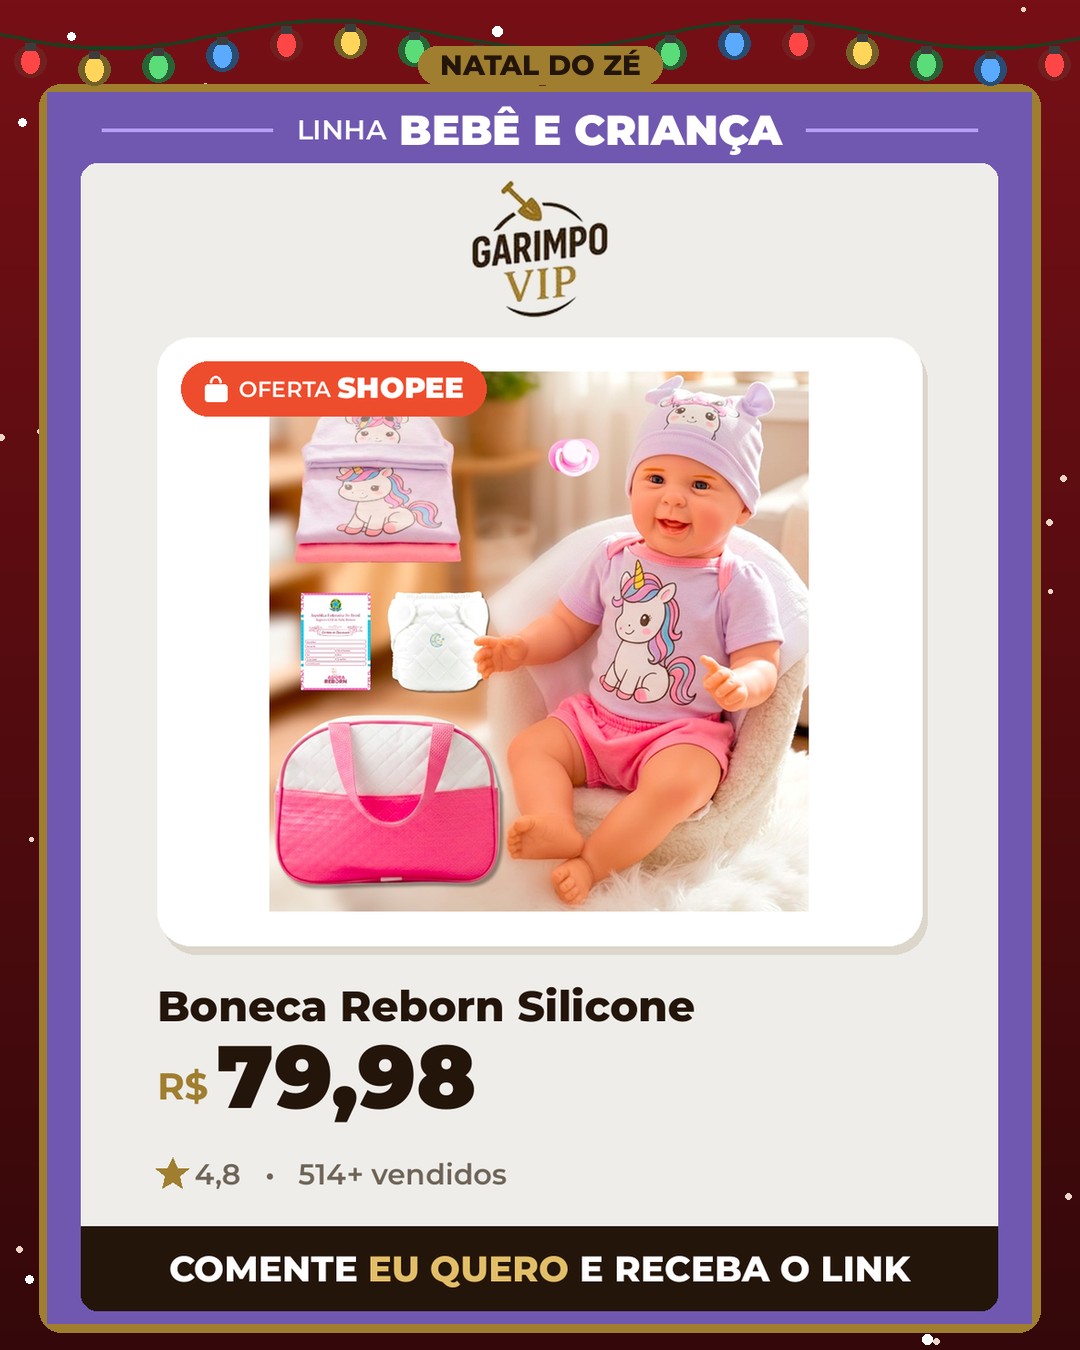 NATAL DO ZÉ
LINHA BEBÊ E CRIANÇA
GARIMPO
VIP
OFERTA SHOPEE
Boneca Reborn Silicone
R$ 79,98
4,8 • 514+ vendidos
COMENTE EU QUERO E RECEBA O LINK